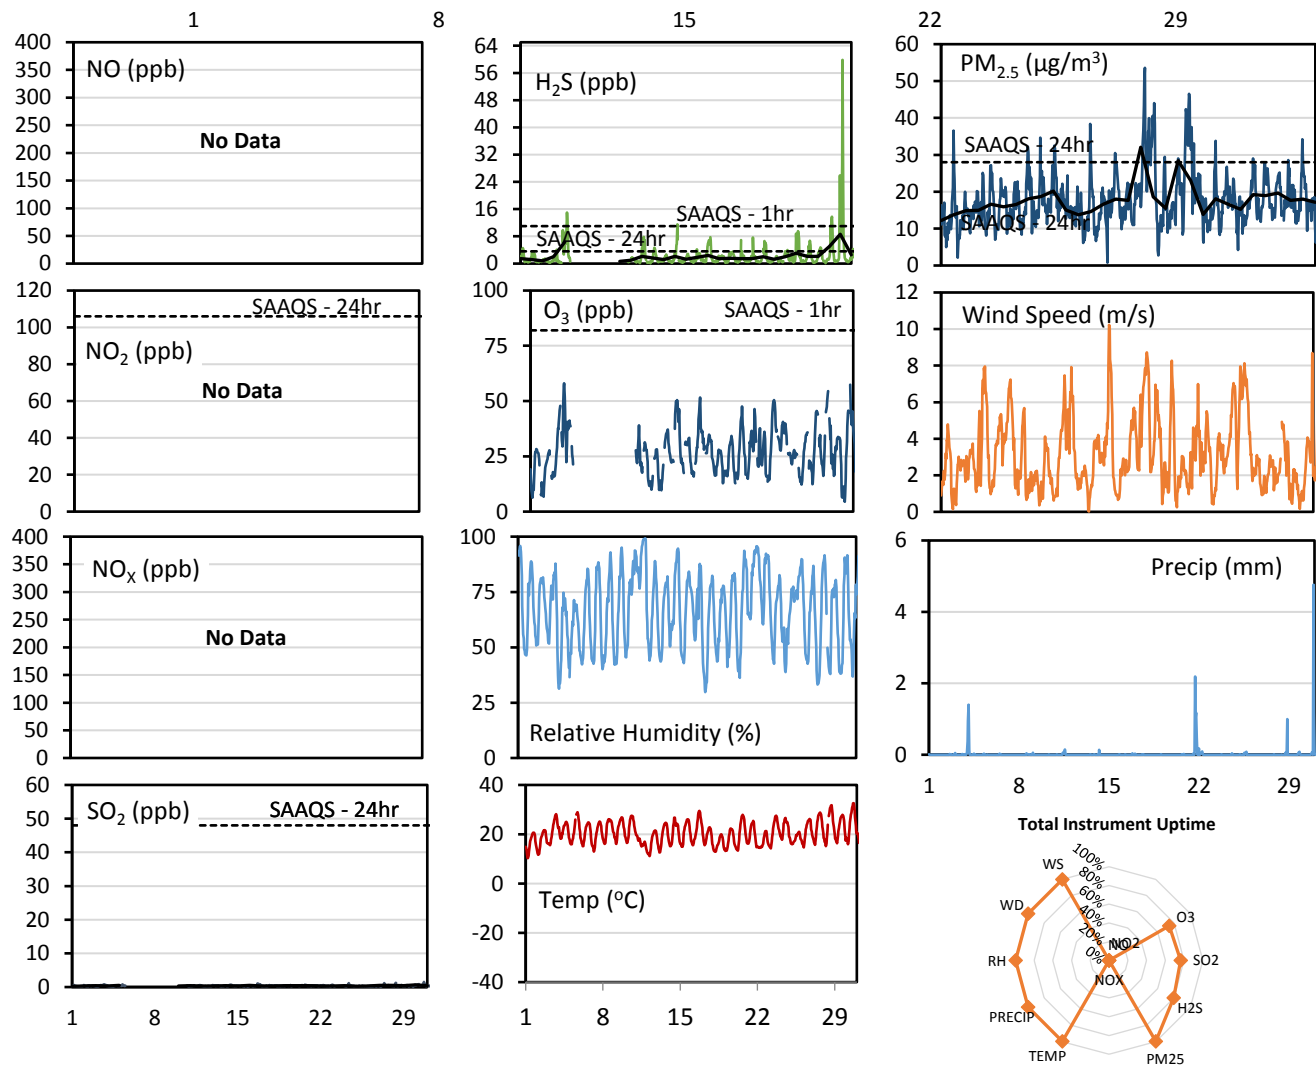 1 8 15 22 29
400
350
300
250
200
150
100
50
0
NO (ppb)
No Data
64
56
48
40
32
24
16
8
0
H₂S (ppb)
SAAQS - 1hr
SAAQS - 24hr
60
50
40
30
20
10
0
PM₂.₅ (µg/m³)
SAAQS - 24hr
SAAQS - 24hr
120
100
80
60
40
20
0
SAAQS - 24hr
NO₂ (ppb)
No Data
100
75
50
25
0
O₃ (ppb) SAAQS - 1hr
12
10
8
6
4
2
0
Wind Speed (m/s)
400
350
300
250
200
150
100
50
0
NOX (ppb)
No Data
100
75
50
25
0
Relative Humidity (%)
6
4
2
0
Precip (mm)
1 8 15 22 29
60
50
40
30
20
10
0
SO₂ (ppb) SAAQS - 24hr
1 8 15 22 29
40
20
0
-20
-40
Temp (°C)
1 8 15 22 29
Total Instrument Uptime
100%
80%
60%
40%
20%
0%
NO
NO2
O3
SO2
H2S
PM25
NOX
TEMP
PRECIP
RH
WD
WS